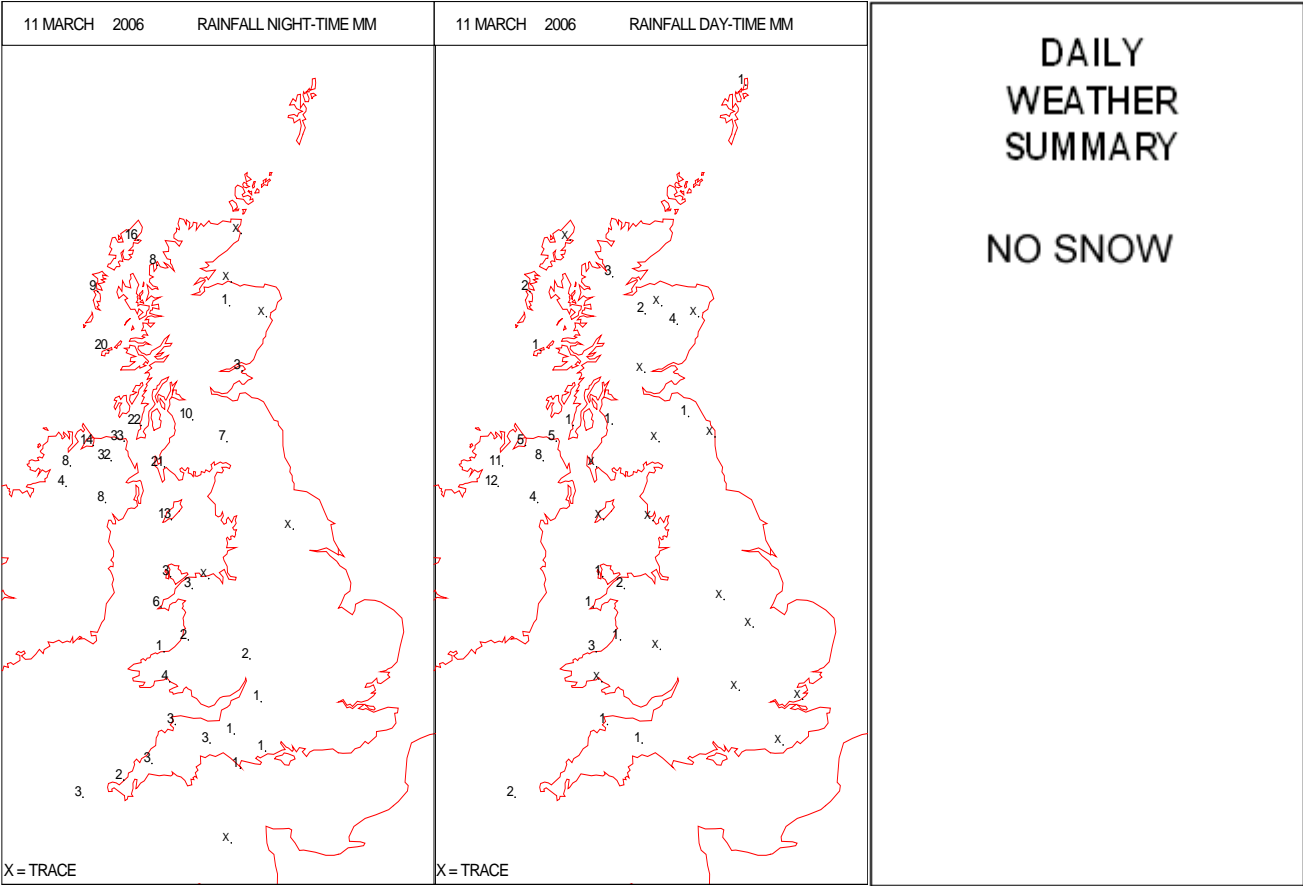 11 MARCH 2006 RAINFALL NIGHT-TIME MM
16
X
8
X
9
1
X
20
3
22
10
14
33
7
32
8
21
4
8
13
X
3
X
3
6
2
1
2
4
1
3
1
3
1
3
1
2
3
X
X = TRACE
11 MARCH 2006 RAINFALL DAY-TIME MM
1
X
3
2
X
2
X
4
1
X
1
1
1
X
5
5
X
8
11
X
12
4
X
X
1
2
X
1
X
1
3
X
X
X
X
1
1
X
2
X = TRACE
DAILY
WEATHER
SUMMARY
NO SNOW